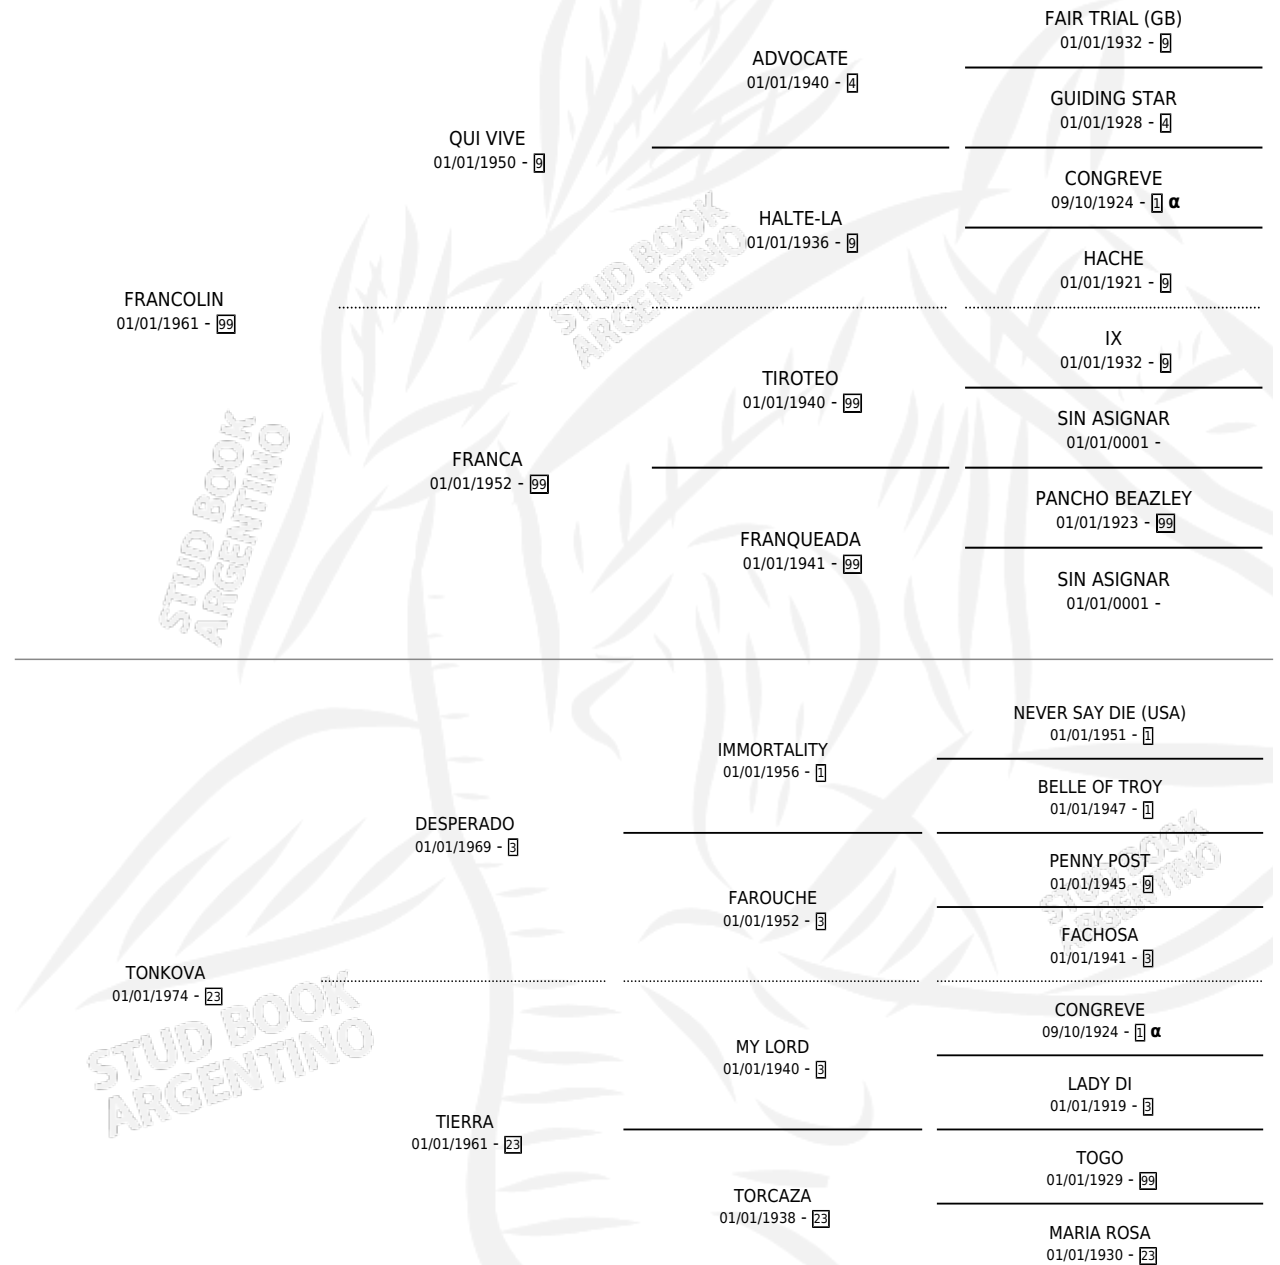 FAIR TRIAL (GB)
01/01/1932 - 9
ADVOCATE
01/01/1940 - 4
GUIDING STAR
01/01/1928 - 4
QUI VIVE
01/01/1950 - 9
CONGREVE
09/10/1924 - 1 α
HALTE-LA
01/01/1936 - 9
HACHE
01/01/1921 - 9
FRANCOLIN
01/01/1961 - 99
IX
01/01/1932 - 9
TIROTEO
01/01/1940 - 99
SIN ASIGNAR
01/01/0001 -
FRANCA
01/01/1952 - 99
PANCHO BEAZLEY
01/01/1923 - 99
FRANQUEADA
01/01/1941 - 99
SIN ASIGNAR
01/01/0001 -
STUD BOOK
ARGENTINO
STUD BOOK
ARGENTINO
NEVER SAY DIE (USA)
01/01/1951 - 1
IMMORTALITY
01/01/1956 - 1
BELLE OF TROY
01/01/1947 - 1
DESPERADO
01/01/1969 - 3
PENNY POST
01/01/1945 - 9
FAROUCHE
01/01/1952 - 3
FACHOSA
01/01/1941 - 3
TONKOVA
01/01/1974 - 23
CONGREVE
09/10/1924 - 1 α
MY LORD
01/01/1940 - 3
LADY DI
01/01/1919 - 3
TIERRA
01/01/1961 - 23
TOGO
01/01/1929 - 99
TORCAZA
01/01/1938 - 23
MARIA ROSA
01/01/1930 - 23
STUD BOOK
ARGENTINO
STUD BOOK
ARGENTINO